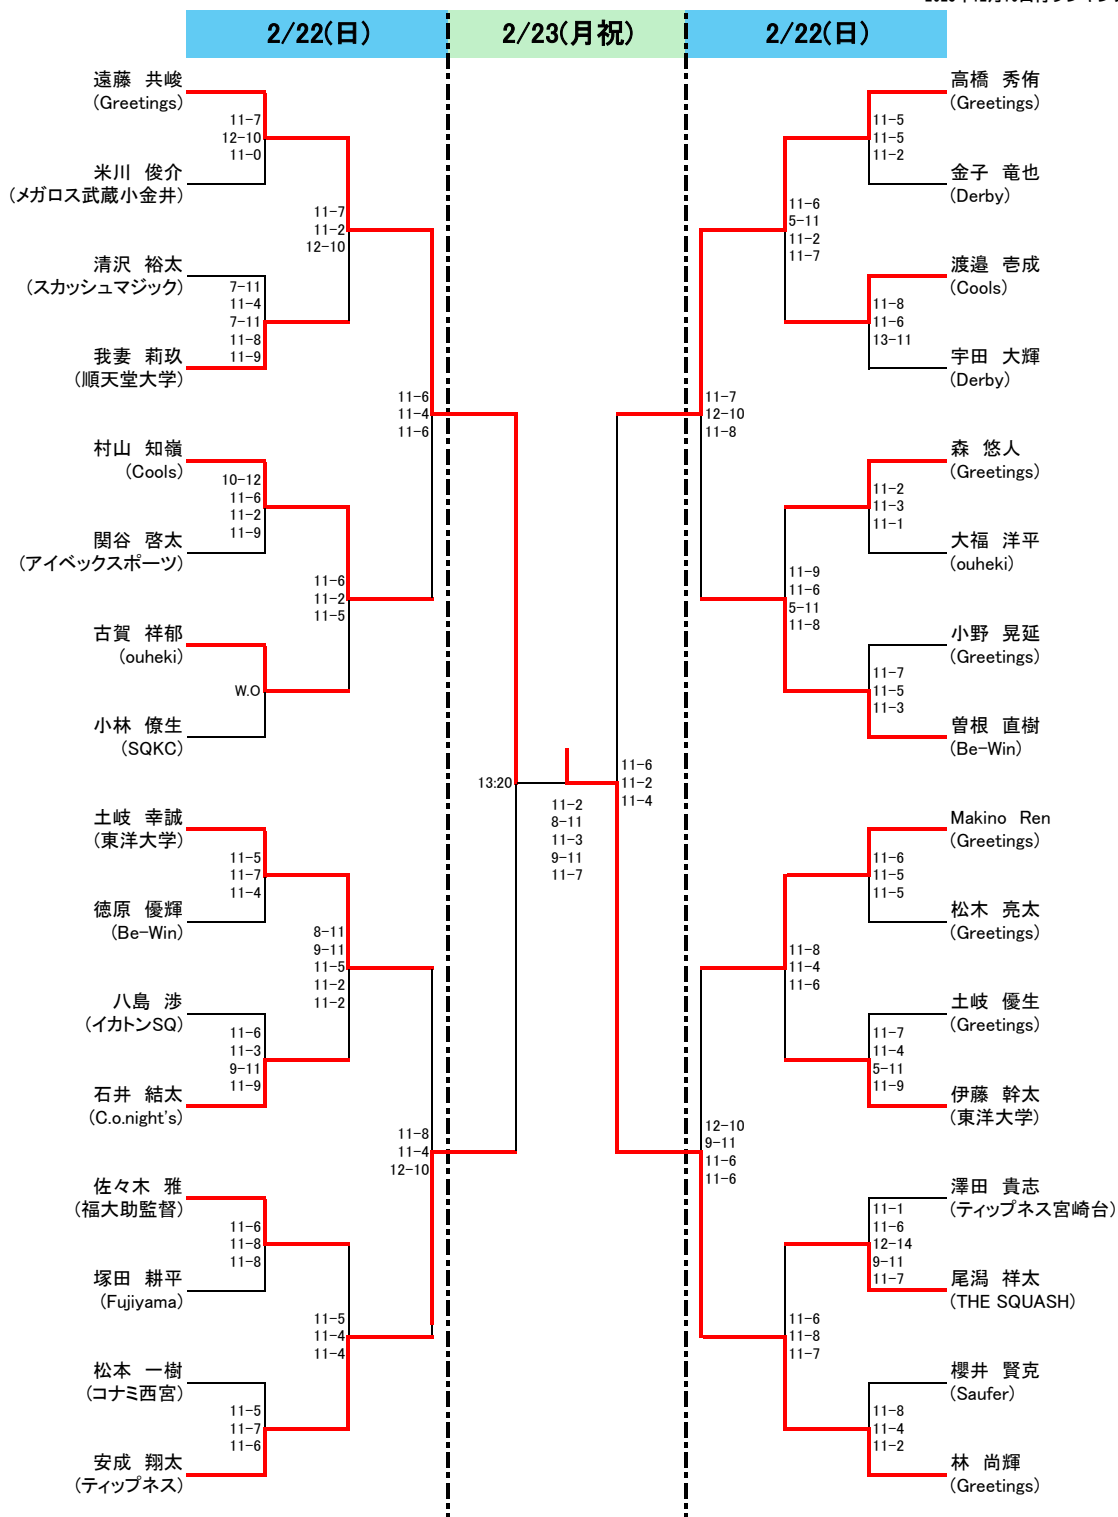 2/22(日)
2/23(月祝)
2/22(日)
遠藤　共峻
(Greetings)
11-7
12-10
11-0
米川　俊介
(メガロス武蔵小金井)
11-7
11-2
12-10
清沢　裕太
(スカッシュマジック)
7-11
11-4
7-11
11-8
11-9
我妻　莉玖
(順天堂大学)
11-6
11-4
11-6
村山　知嶺
(Cools)
10-12
11-6
11-2
11-9
関谷　啓太
(アイベックスポーツ)
11-6
11-2
11-5
古賀　祥郁
(ouheki)
W.O
小林　僚生
(SQKC)
13:20
土岐　幸誠
(東洋大学)
11-5
11-7
11-4
徳原　優輝
(Be-Win)
8-11
9-11
11-5
11-2
11-2
八島　渉
(イカトンSQ)
11-6
11-3
9-11
11-9
石井　結太
(C.o.night's)
11-8
11-4
12-10
佐々木　雅
(福大助監督)
11-6
11-8
11-8
塚田　耕平
(Fujiyama)
11-5
11-4
11-4
松本　一樹
(コナミ西宮)
11-5
11-7
11-6
安成　翔太
(ティップネス)
11-2
8-11
11-3
9-11
11-7
高橋　秀侑
(Greetings)
11-5
11-5
11-2
金子　竜也
(Derby)
11-6
5-11
11-2
11-7
渡邉　壱成
(Cools)
11-8
11-6
13-11
宇田　大輝
(Derby)
11-7
12-10
11-8
森　悠人
(Greetings)
11-2
11-3
11-1
大福　洋平
(ouheki)
11-9
11-6
5-11
11-8
小野　晃延
(Greetings)
11-7
11-5
11-3
曽根　直樹
(Be-Win)
11-6
11-2
11-4
Makino　Ren
(Greetings)
11-6
11-5
11-5
松木　亮太
(Greetings)
11-8
11-4
11-6
土岐　優生
(Greetings)
11-7
11-4
5-11
11-9
伊藤　幹太
(東洋大学)
12-10
9-11
11-6
11-6
澤田　貴志
(ティップネス宮崎台)
11-1
11-6
12-14
9-11
11-7
尾潟　祥太
(THE SQUASH)
11-6
11-8
11-7
櫻井　賢克
(Saufer)
11-8
11-4
11-2
林　尚輝
(Greetings)